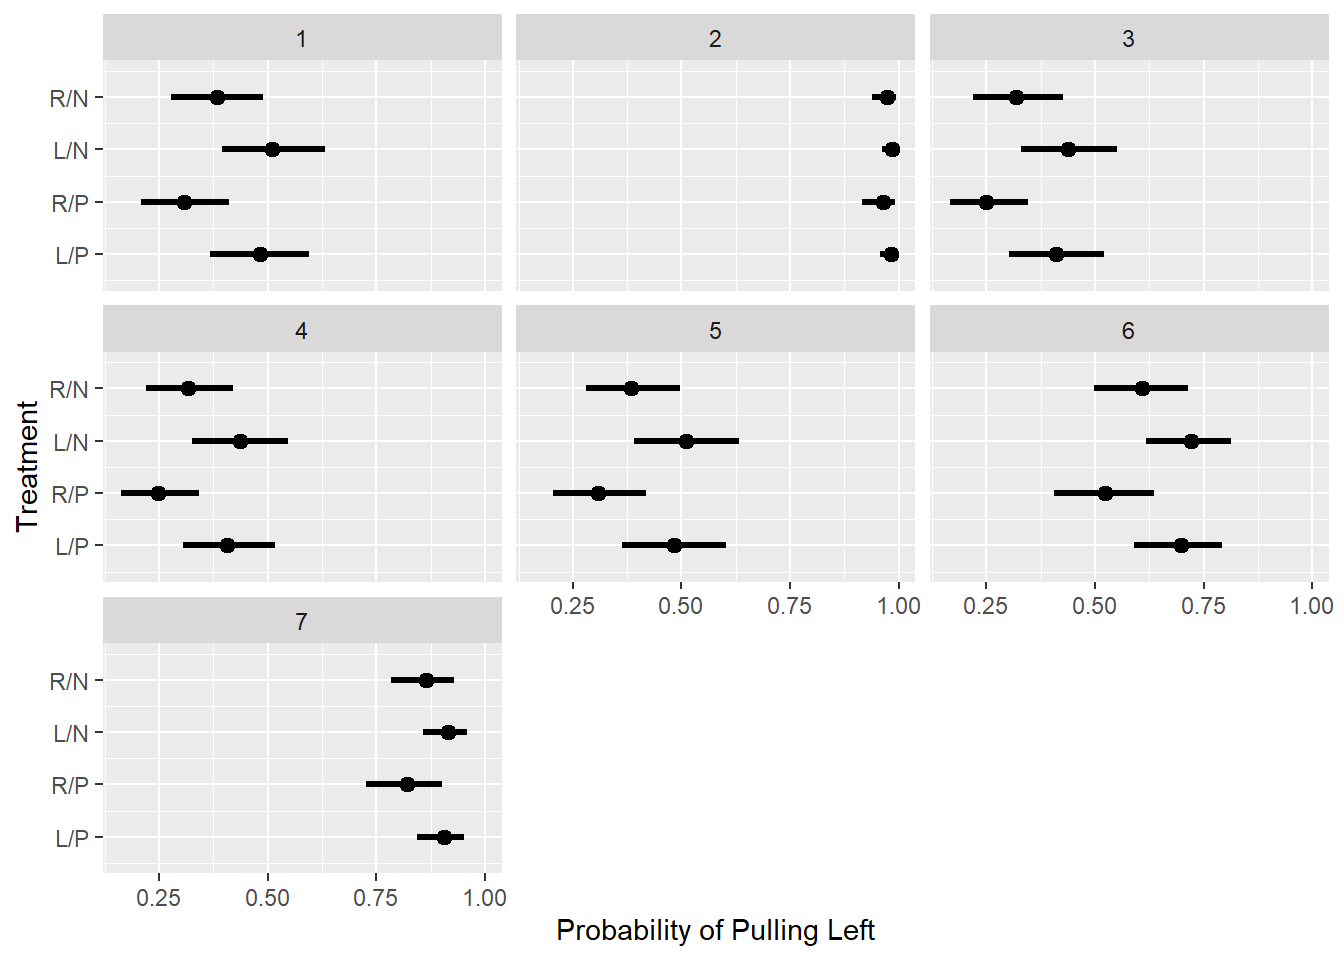 1 2 3
R/N
L/N
R/P
L/P
4 5 6
R/N
L/N
R/P
L/P
0.25 0.50 0.75 1.00 0.25 0.50 0.75 1.00
7
R/N
L/N
R/P
L/P
0.25 0.50 0.75 1.00
Treatment
Probability of Pulling Left